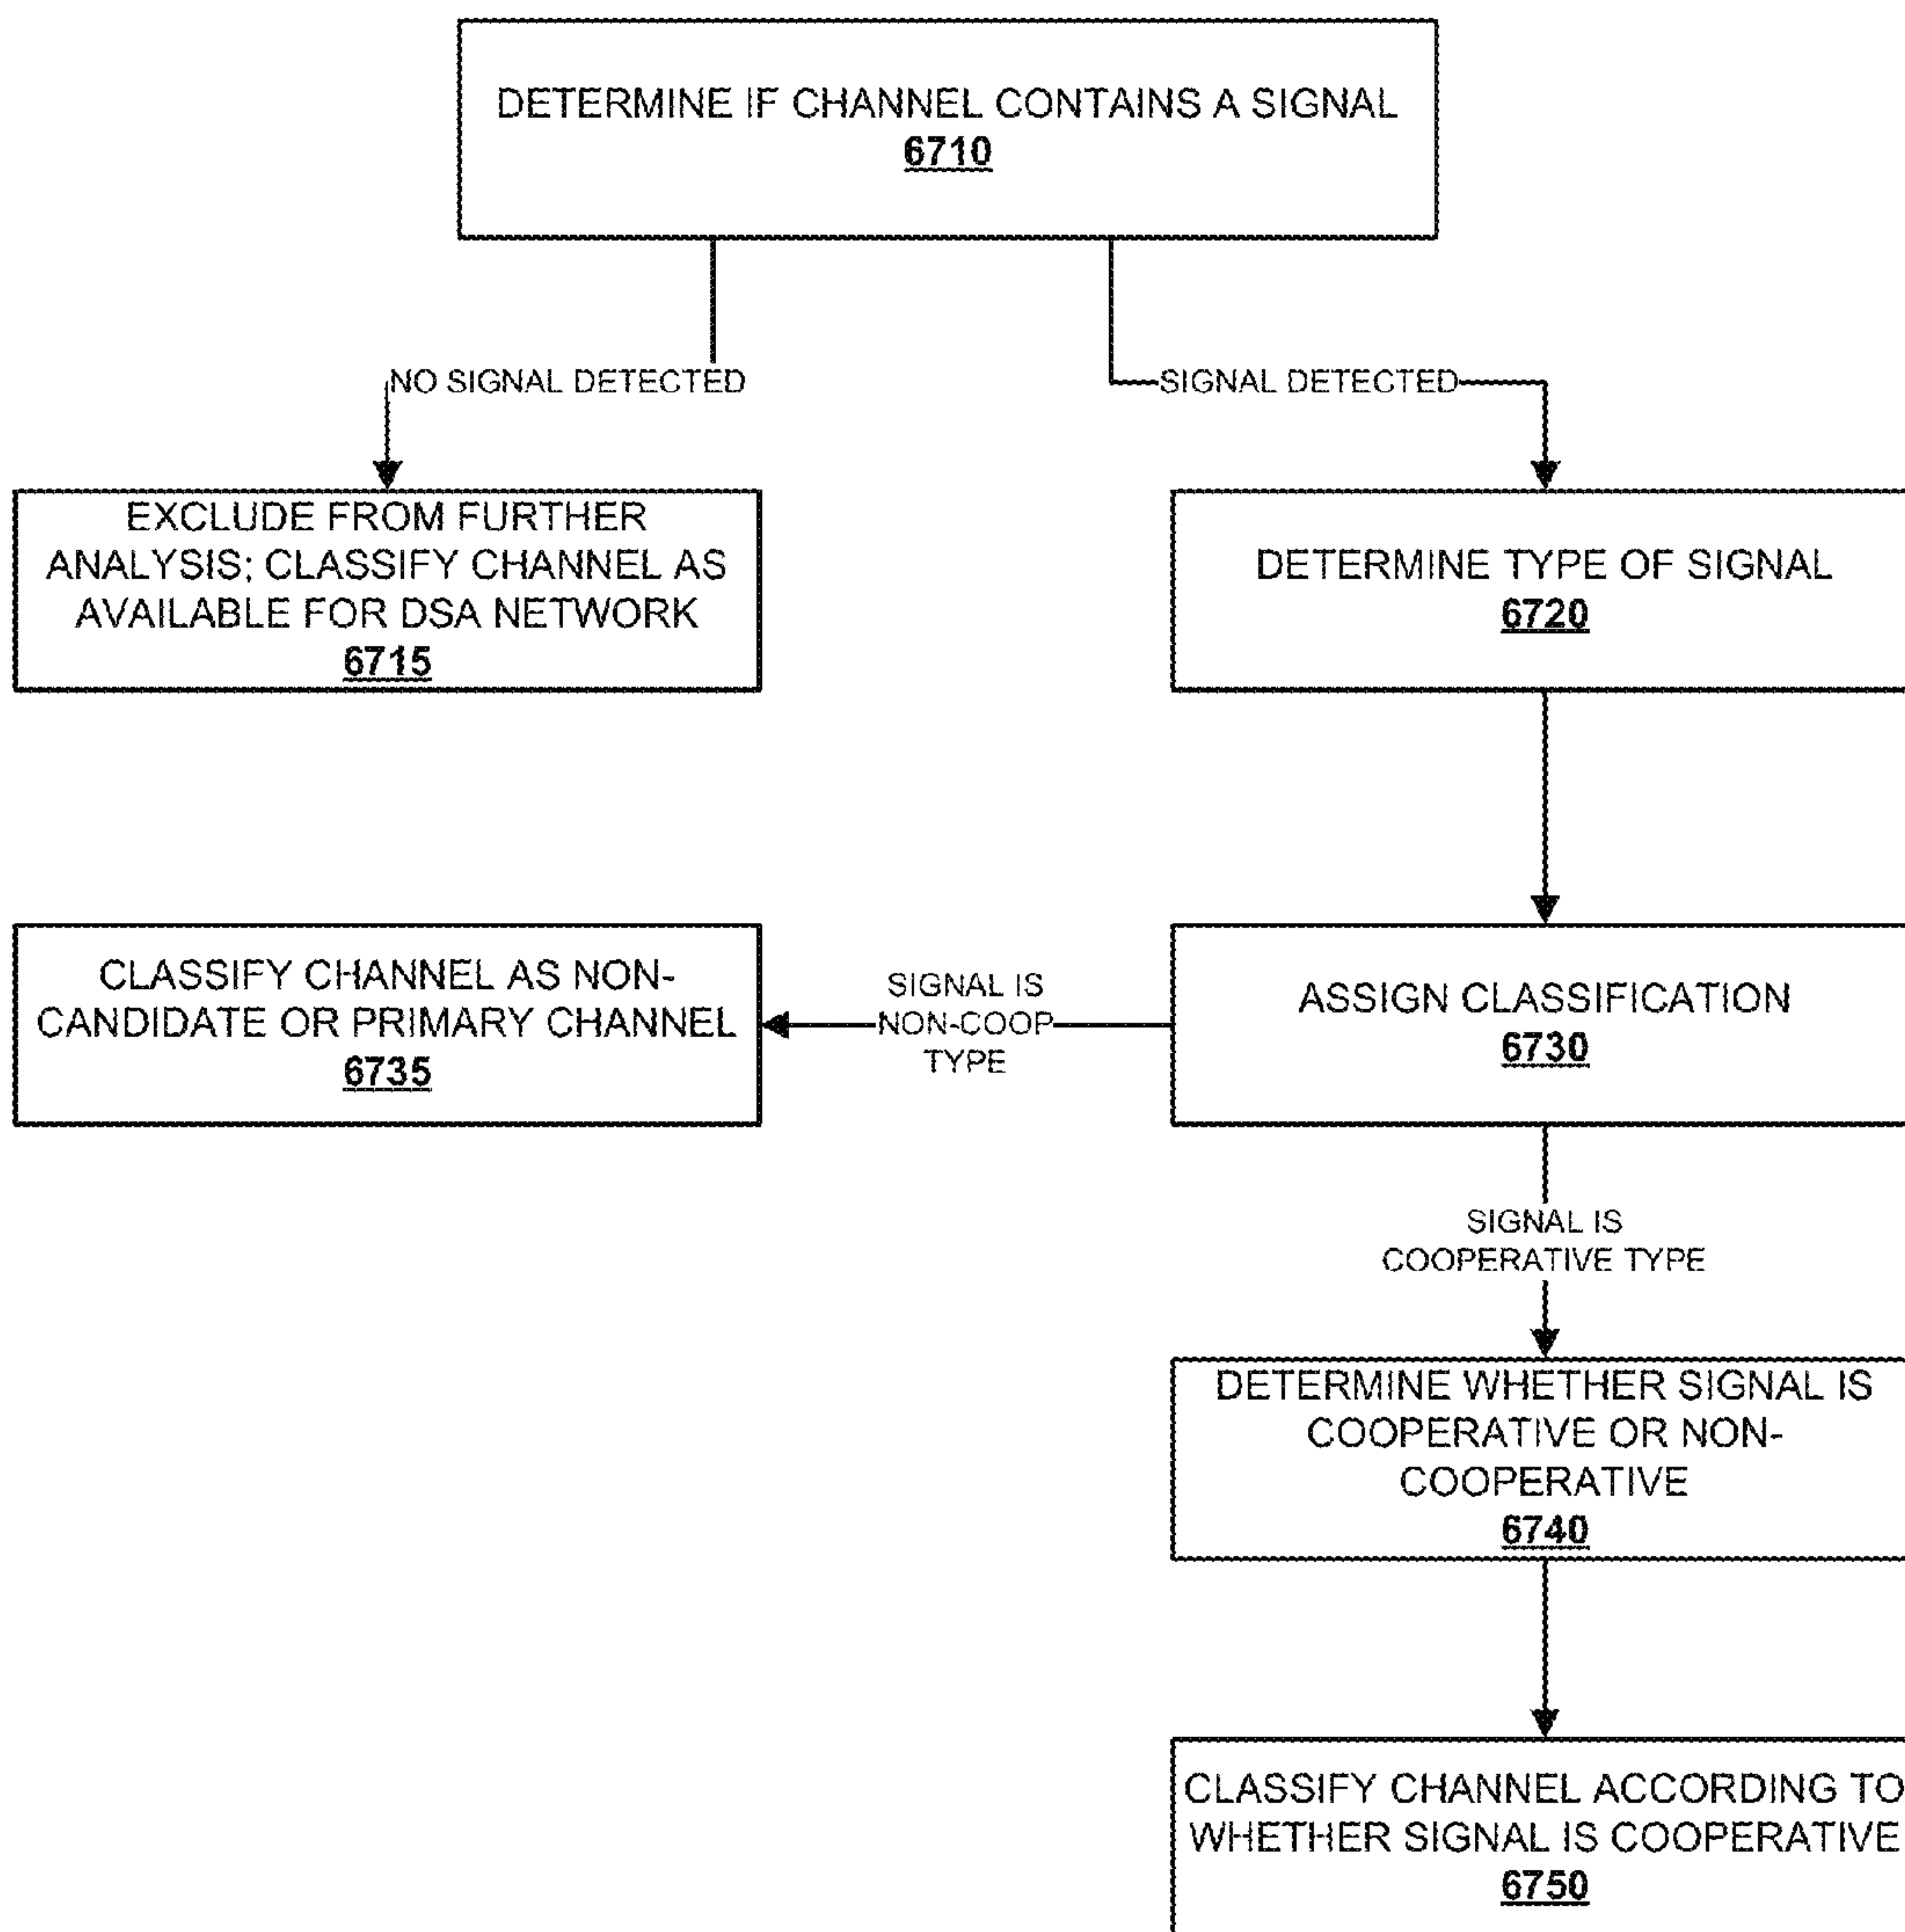 DETERMINE IF CHANNEL CONTAINS A SIGNAL
6710
NO SIGNAL DETECTED
SIGNAL DETECTED
EXCLUDE FROM FURTHER
ANALYSIS; CLASSIFY CHANNEL AS
AVAILABLE FOR DSA NETWORK
6715
DETERMINE TYPE OF SIGNAL
6720
CLASSIFY CHANNEL AS NON-
CANDIDATE OR PRIMARY CHANNEL
6735
SIGNAL IS
NON-COOP
TYPE
ASSIGN CLASSIFICATION
6730
SIGNAL IS
COOPERATIVE TYPE
DETERMINE WHETHER SIGNAL IS
COOPERATIVE OR NON-
COOPERATIVE
6740
CLASSIFY CHANNEL ACCORDING TO
WHETHER SIGNAL IS COOPERATIVE
6750